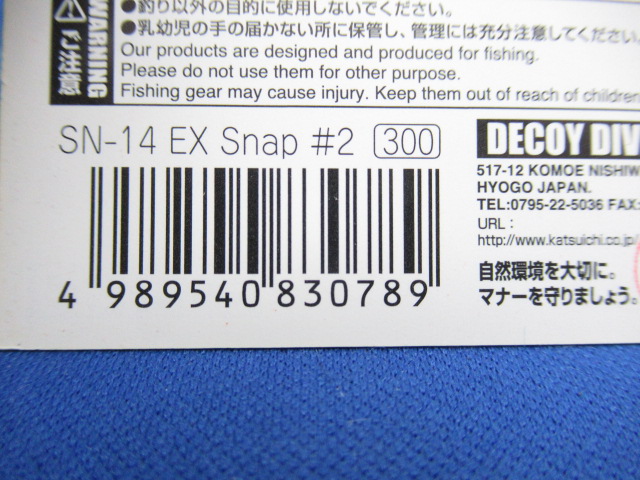 WARNING
●釣り以外の目的に使用しないでください。
●乳幼児の手の届かない所に保管し、管理には充分注意してください。
Our products are designed and produced for fishing.
Please do not use them for other purpose.
Fishing gear may cause injury. Keep them out of reach of children
SN-14 EX Snap #2 300
4 989540 830789
DECOY DIV
517-12 KOMOE NISHIW
HYOGO JAPAN.
TEL:0795-22-5036 FAX:
URL:
http://www.katsuichi.co.jp/
自然環境を大切に。
マナーを守りましょう。